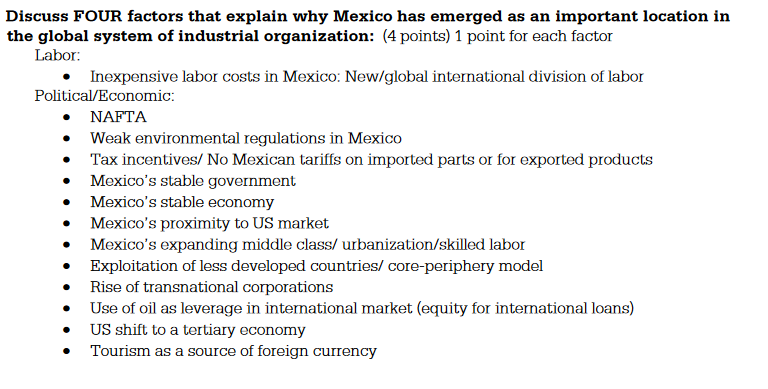 Discuss FOUR factors that explain why Mexico has emerged as an important location in
the global system of industrial organization: (4 points) 1 point for each factor
Labor:
• Inexpensive labor costs in Mexico: New/global international division of labor
Political/Economic:
• NAFTA
• Weak environmental regulations in Mexico
• Tax incentives/ No Mexican tariffs on imported parts or for exported products
• Mexico's stable government
• Mexico's stable economy
• Mexico's proximity to US market
• Mexico's expanding middle class/ urbanization/skilled labor
• Exploitation of less developed countries/ core-periphery model
• Rise of transnational corporations
• Use of oil as leverage in international market (equity for international loans)
• US shift to a tertiary economy
• Tourism as a source of foreign currency